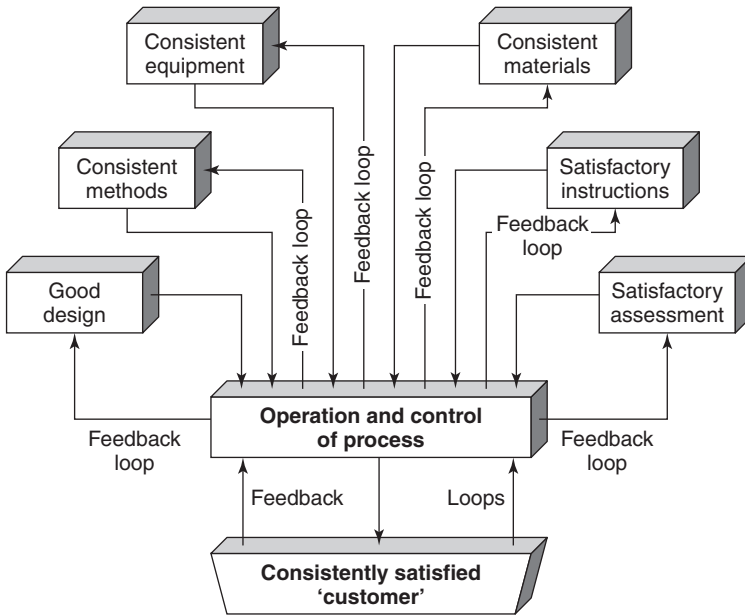 Consistent
equipment
Consistent
materials
Consistent
methods
Satisfactory
instructions
Feedback loop
Feedback loop
Feedback loop
Feedback
loop
Good
design
Satisfactory
assessment
Operation and control
of process
Feedback
loop
Feedback
loop
Feedback
Loops
Consistently satisfied
‘customer’